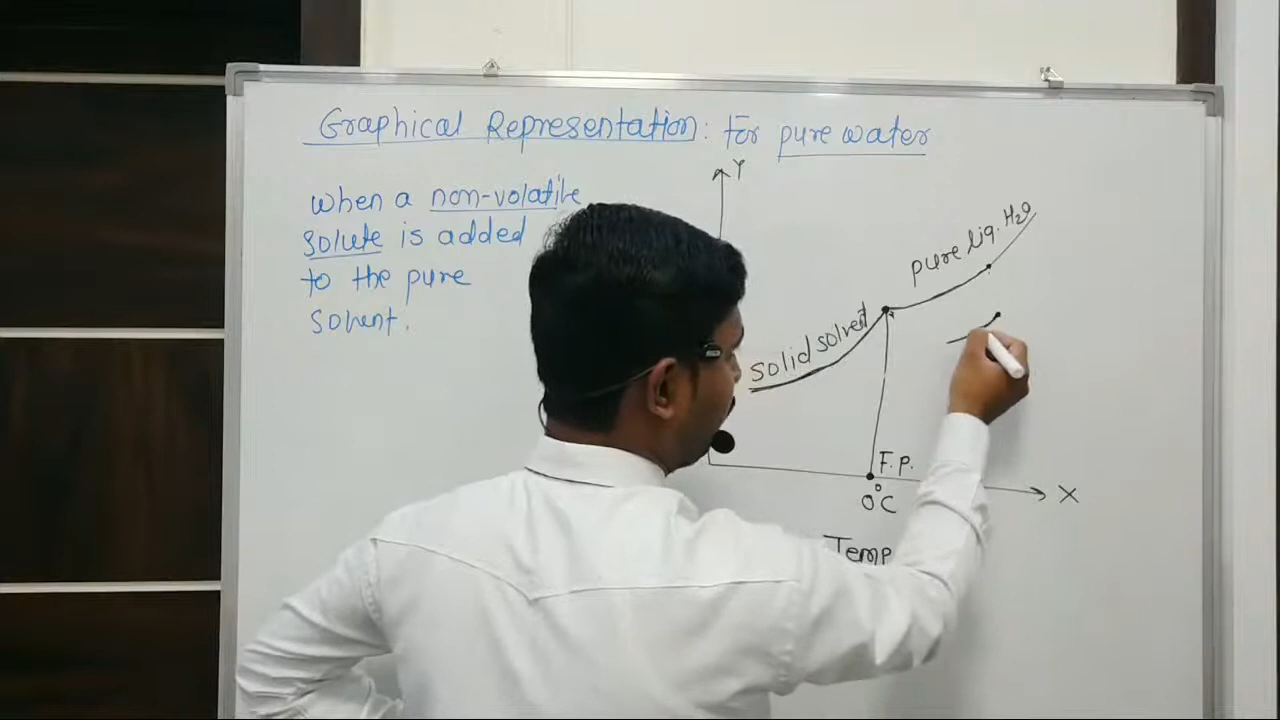 Graphical Representation: For pure water
When a non-volatile
solute is added
to the pure
solvent.
Y
pure liq. H₂O
solid solvent
F.P.
0°C
X
Temp